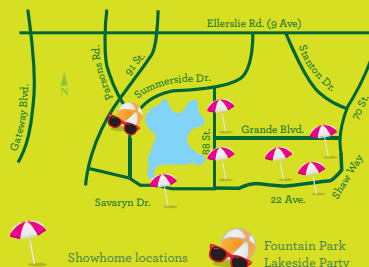 Ellerslie Rd. (9 Ave)
Gateway Blvd.
Parsons Rd.
91 St.
Summerside Dr.
Stanton Dr.
70 St.
N
88 St.
Grande Blvd.
Shaw Way
Savaryn Dr.
22 Ave.
Showhome locations
Fountain Park
Lakeside Party